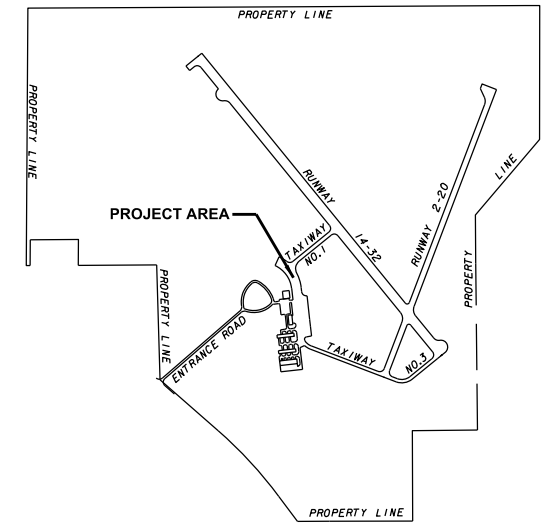 PROPERTY LINE
PROPERTY LINE
RUNWAY 14-32
RUNWAY 2-20
PROPERTY LINE
PROJECT AREA
TAXIWAY
NO.1
PROPERTY LINE
ENTRANCE ROAD
TAXIWAY NO.3
PROPERTY LINE